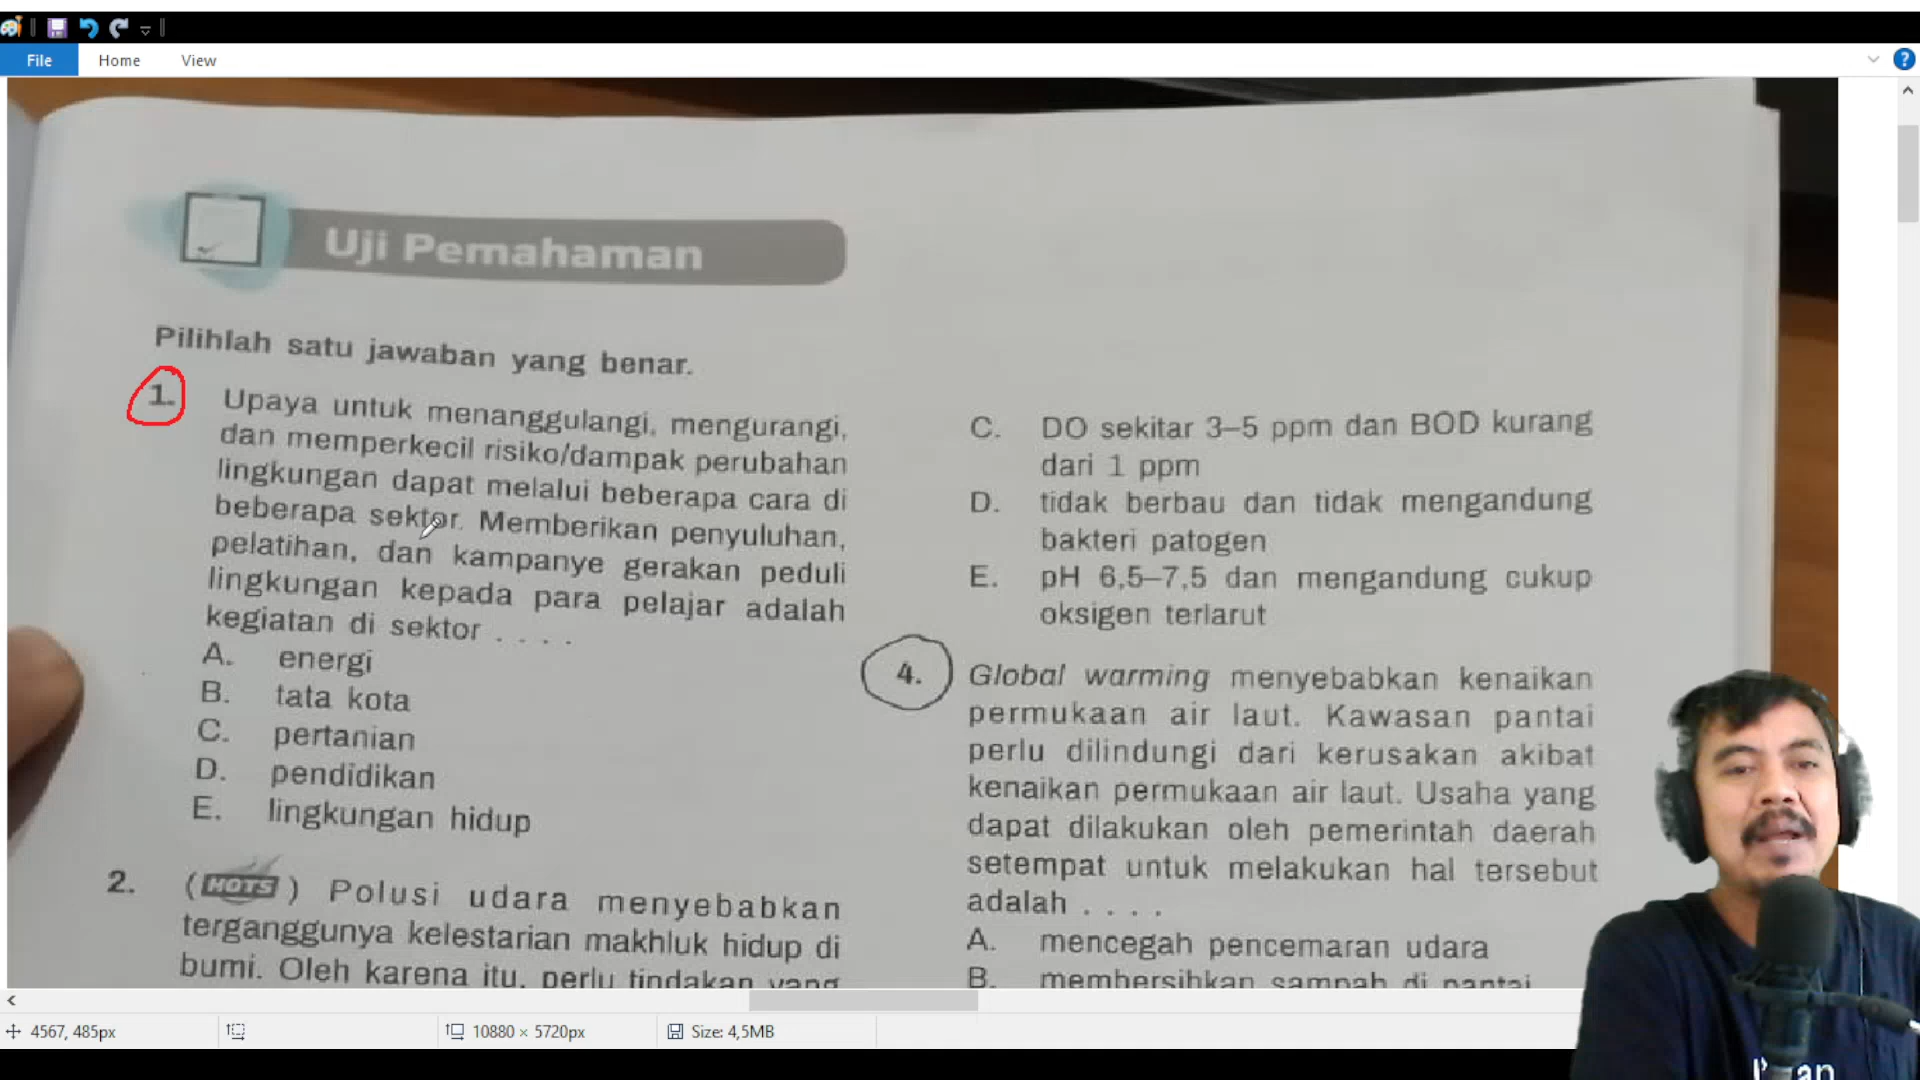 File Home View
Uji Pemahaman
Pilihlah satu jawaban yang benar.
1. Upaya untuk menanggulangi, mengurangi,
dan memperkecil risiko/dampak perubahan
lingkungan dapat melalui beberapa cara di
beberapa sektor. Memberikan penyuluhan,
pelatihan, dan kampanye gerakan peduli
lingkungan kepada para pelajar adalah
kegiatan di sektor . . . .
A. energi
B. tata kota
C. pertanian
D. pendidikan
E. lingkungan hidup
2. (HOTS) Polusi udara menyebabkan
terganggunya kelestarian makhluk hidup di
bumi. Oleh karena itu, perlu tindakan yang
C. DO sekitar 3–5 ppm dan BOD kurang
dari 1 ppm
D. tidak berbau dan tidak mengandung
bakteri patogen
E. pH 6,5–7,5 dan mengandung cukup
oksigen terlarut
4. Global warming menyebabkan kenaikan
permukaan air laut. Kawasan pantai
perlu dilindungi dari kerusakan akibat
kenaikan permukaan air laut. Usaha yang
dapat dilakukan oleh pemerintah daerah
setempat untuk melakukan hal tersebut
adalah . . . .
A. mencegah pencemaran udara
B. membersihkan sampah di pantai
4567, 485px
10880 × 5720px
Size: 4,5MB